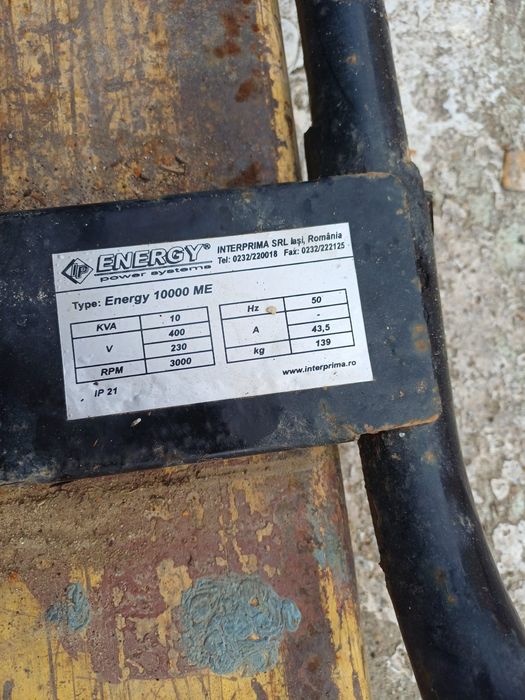 ENERGY® INTERPRIMA SRL Iaşi, România
power systems Tel: 0232/220018 Fax: 0232/222125
Type: Energy 10000 ME
KVA 10 Hz 50
V 400 A -
230 43,5
RPM 3000 kg 139
IP 21 www.interprima.ro